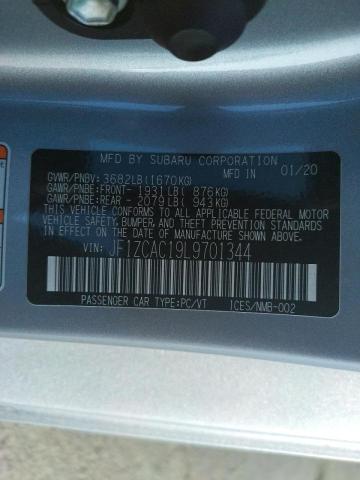 MFD BY SUBARU CORPORATION
GVWR/PNBV: 3682LB(1670KG) 01/20
GAWR/PNBE:FRONT- 1931LB( 876KG)
GAWR/PNBE:REAR - 2079LB( 943KG)
THIS VEHICLE CONFORMS TO ALL APPLICABLE FEDERAL MOTOR
VEHICLE SAFETY, BUMPER, AND THEFT PREVENTION STANDARDS
IN EFFECT ON THE DATE OF MANUFACTURE SHOWN ABOVE.
VIN: JF1ZCAC19L9701344
PASSENGER CAR TYPE:PC/VT ICES/NMB-002